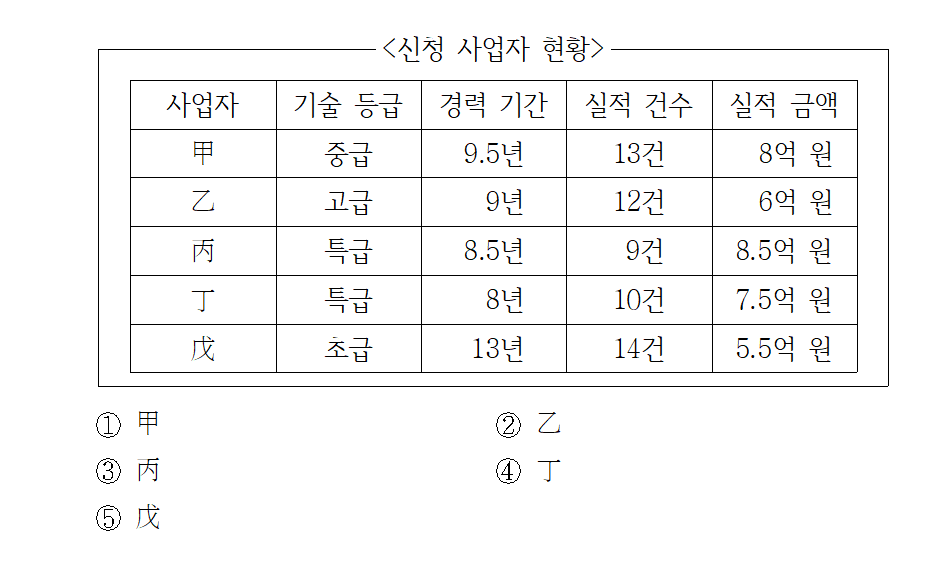 <신청 사업자 현황>
사업자 기술 등급 경력 기간 실적 건수 실적 금액
甲 중급 9.5년 13건 8억 원
乙 고급 9년 12건 6억 원
丙 특급 8.5년 9건 8.5억 원
丁 특급 8년 10건 7.5억 원
戊 초급 13년 14건 5.5억 원
① 甲 ② 乙
③ 丙 ④ 丁
⑤ 戊